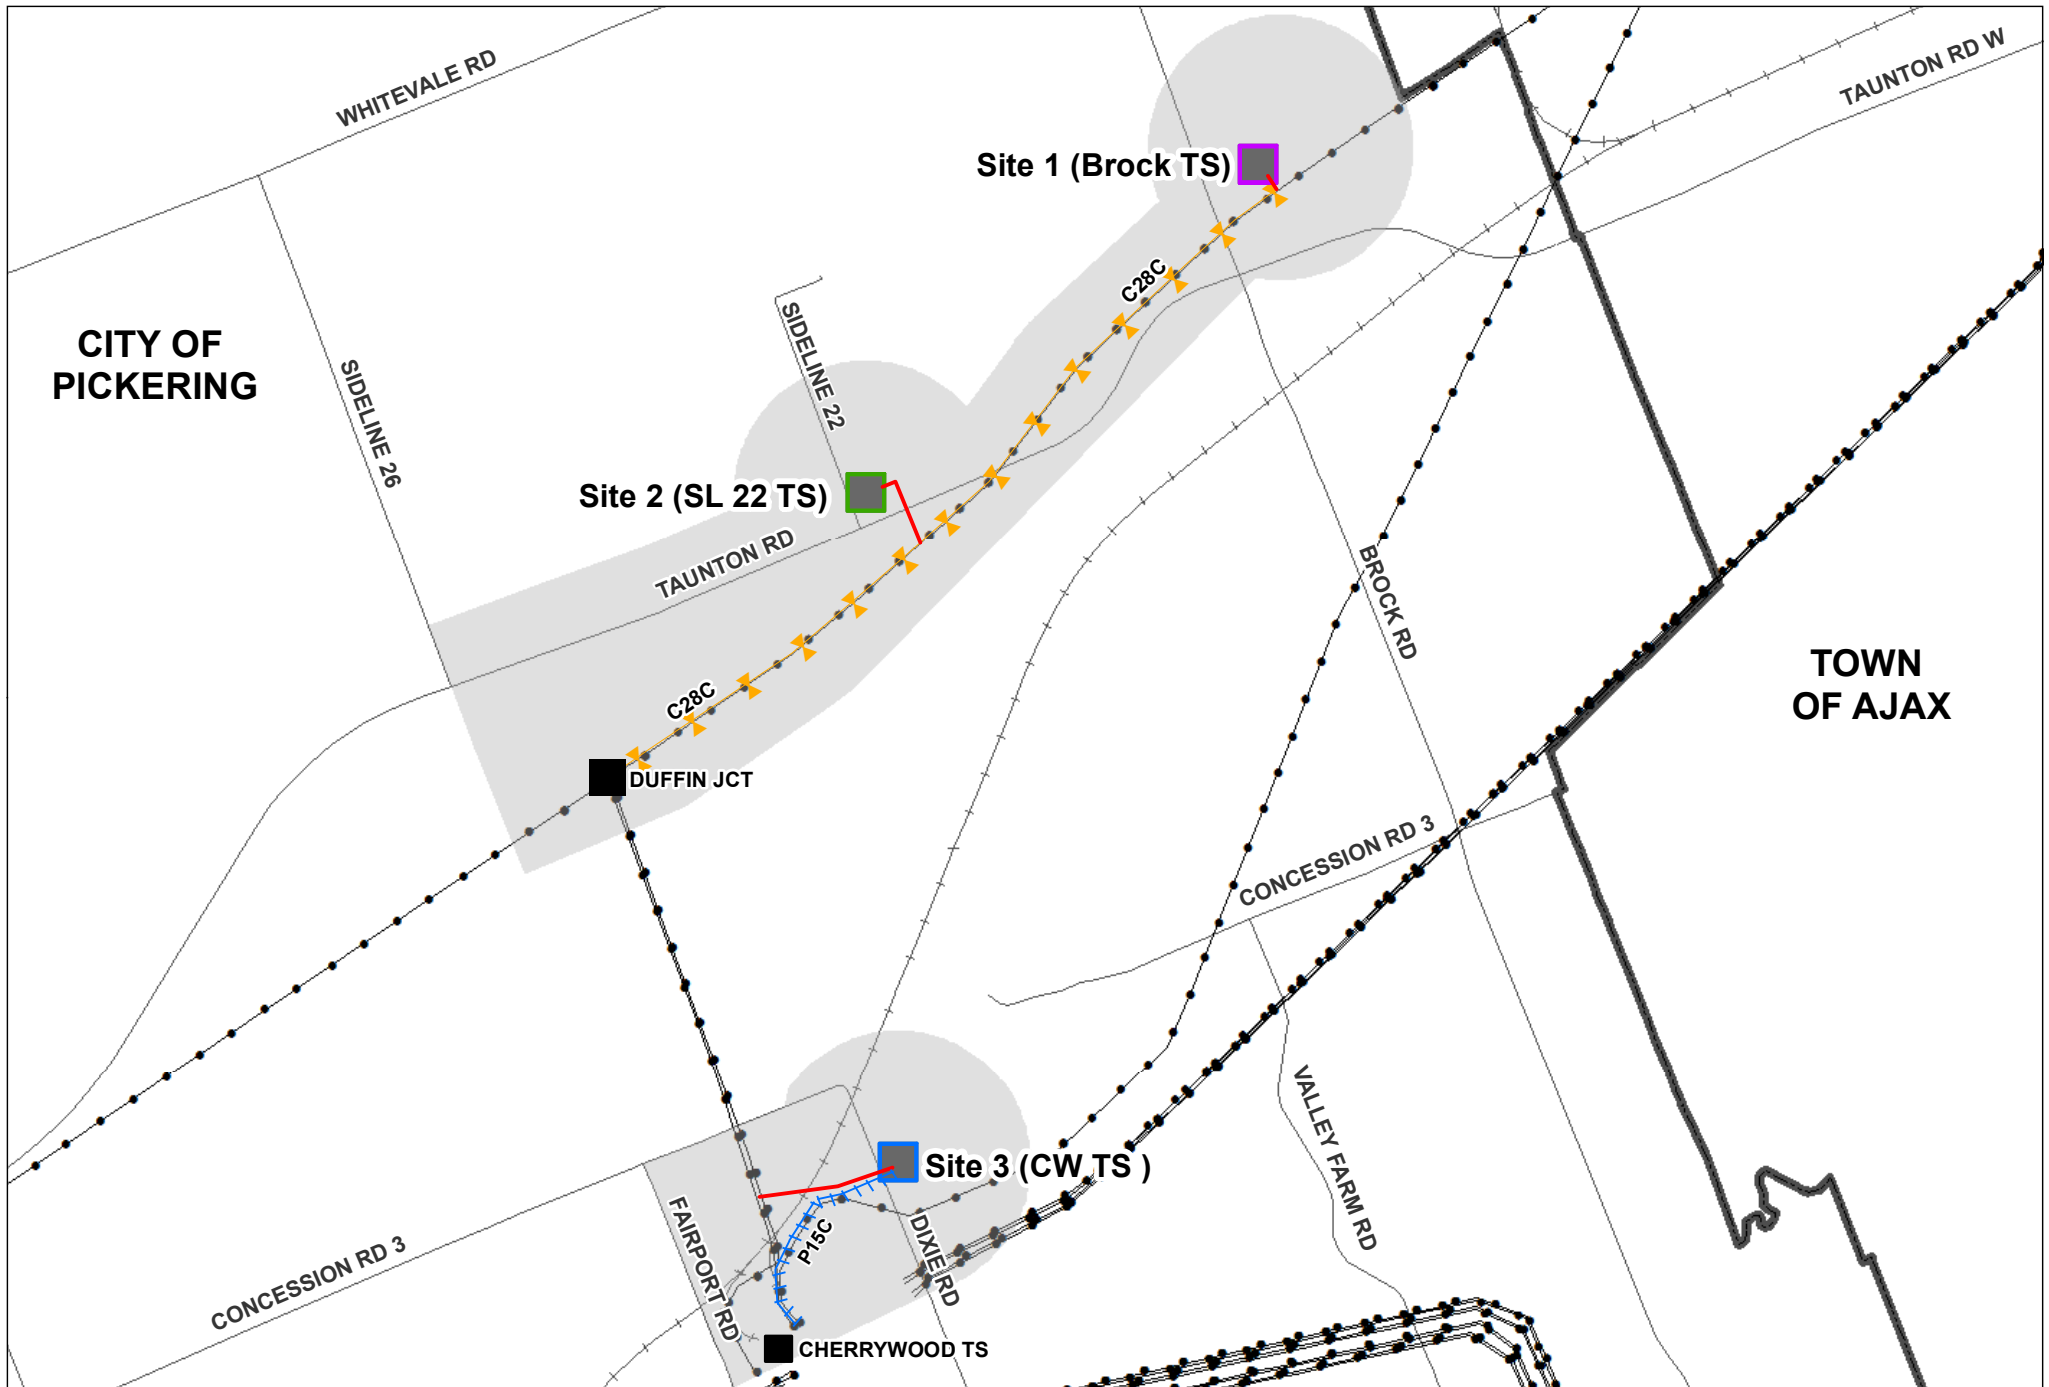 WHITEVALE RD
TAUNTON RD W
Site 1 (Brock TS)
C28C
SIDELINE 22
CITY OF
PICKERING
SIDELINE 26
Site 2 (SL 22 TS)
TAUNTON RD
BROCK RD
TOWN
OF AJAX
C28C
DUFFIN JCT
CONCESSION RD 3
VALLEY FARM RD
Site 3 (CW TS )
FAIRPORT RD
P15C
DIXIE RD
CONCESSION RD 3
CHERRYWOOD TS